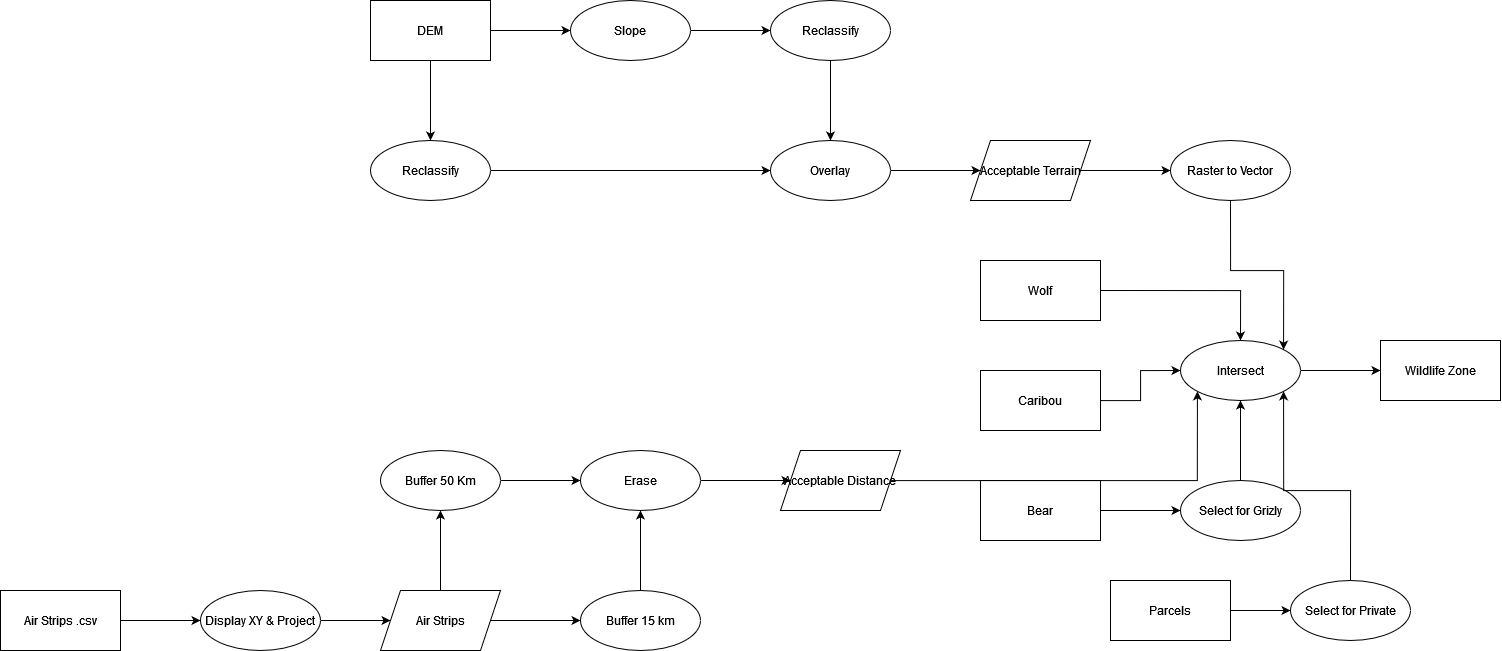 DEM
Slope
Reclassify
Reclassify
Overlay
Acceptable Terrain
Raster to Vector
Wolf
Intersect
Wildlife Zone
Caribou
Buffer 50 Km
Erase
Acceptable Distance
Bear
Select for Grizly
Air Strips .csv
Display XY & Project
Air Strips
Buffer 15 km
Parcels
Select for Private